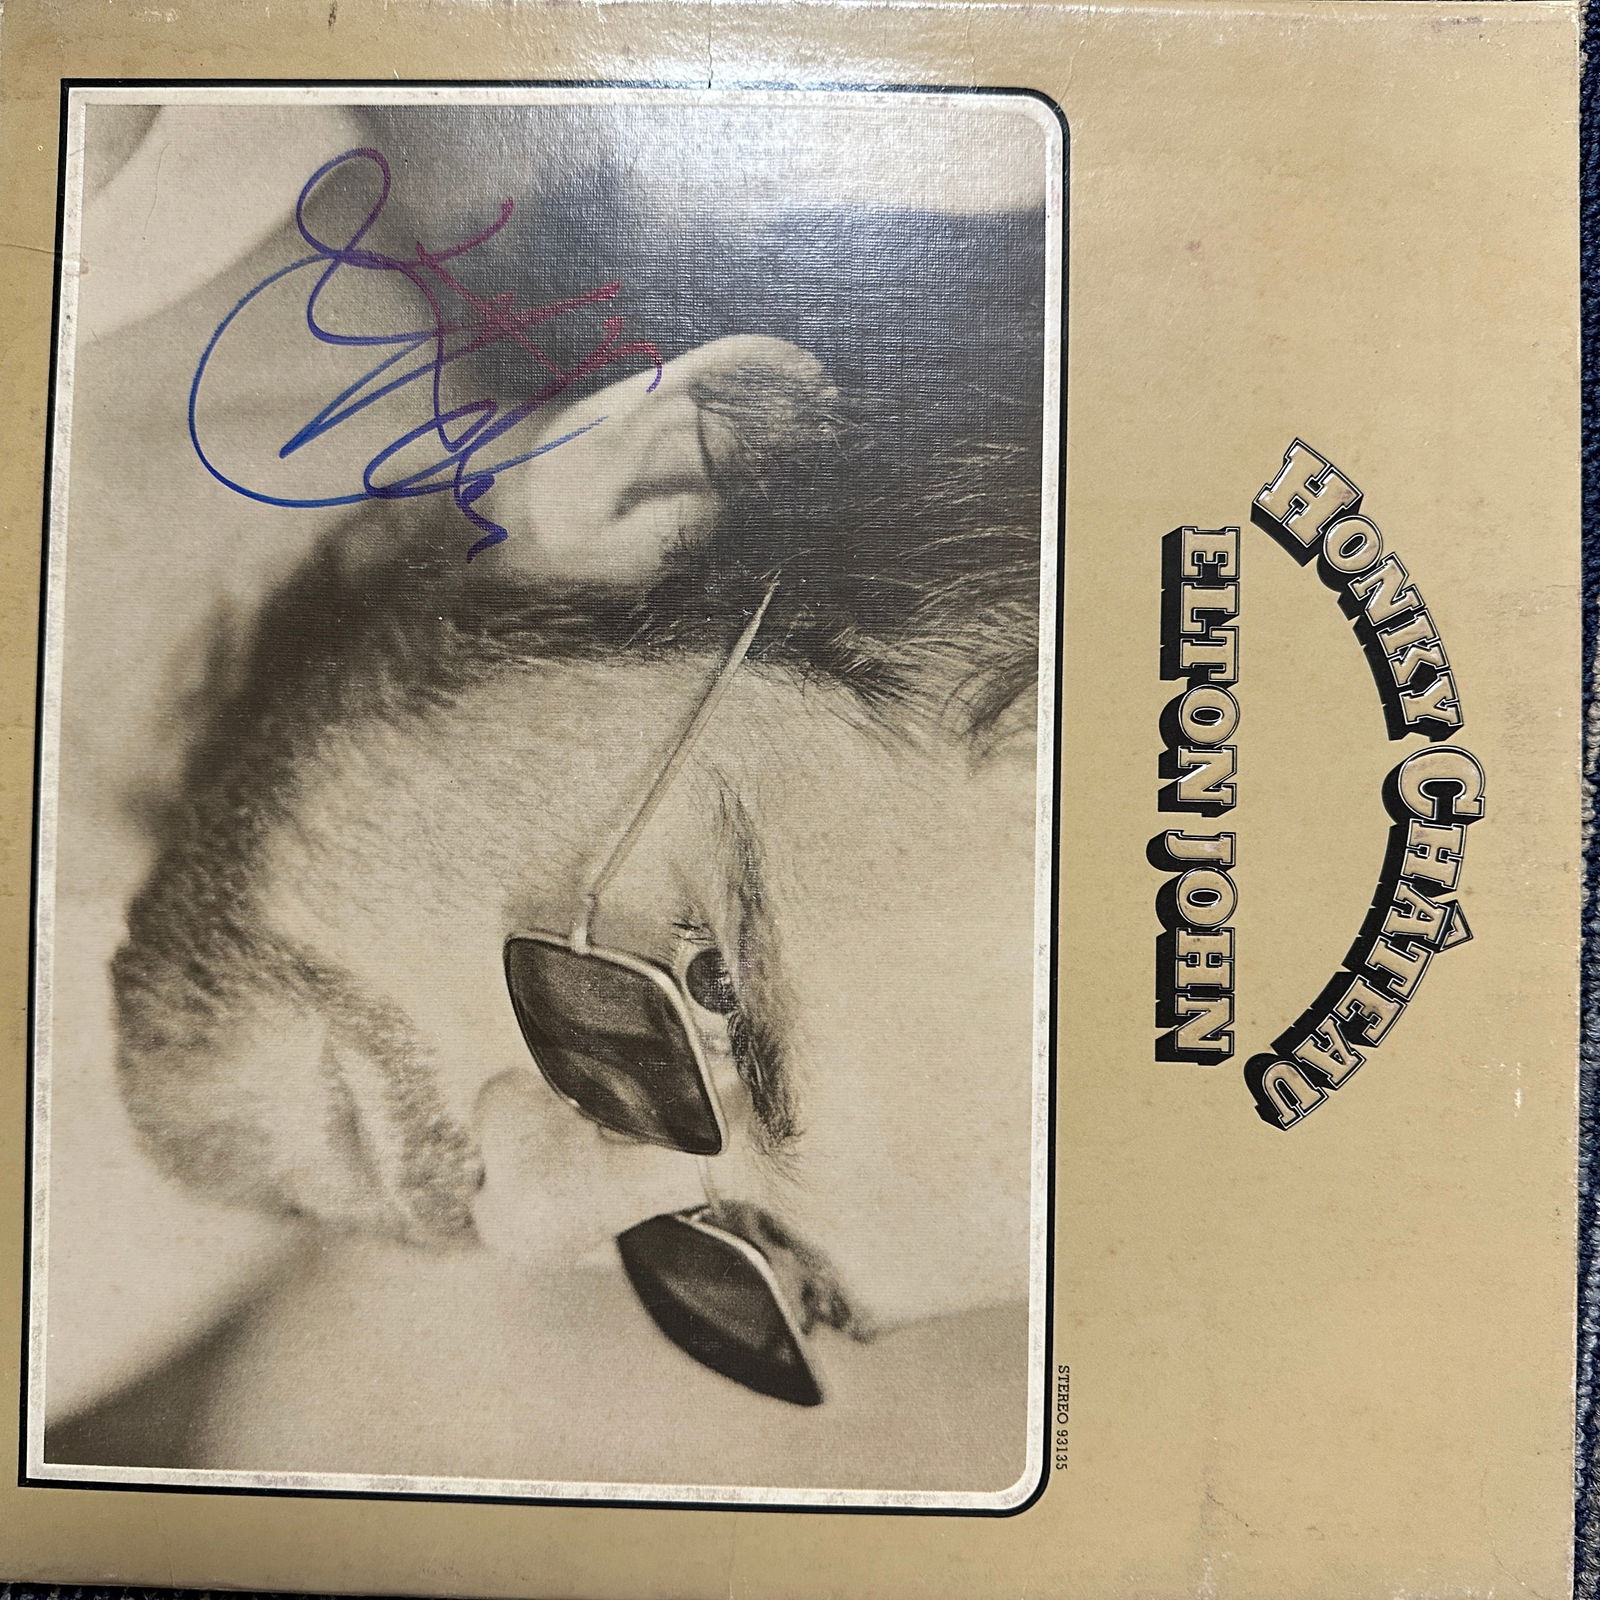 HONKY CHÂTEAU
ELTON JOHN
STEREO 93135